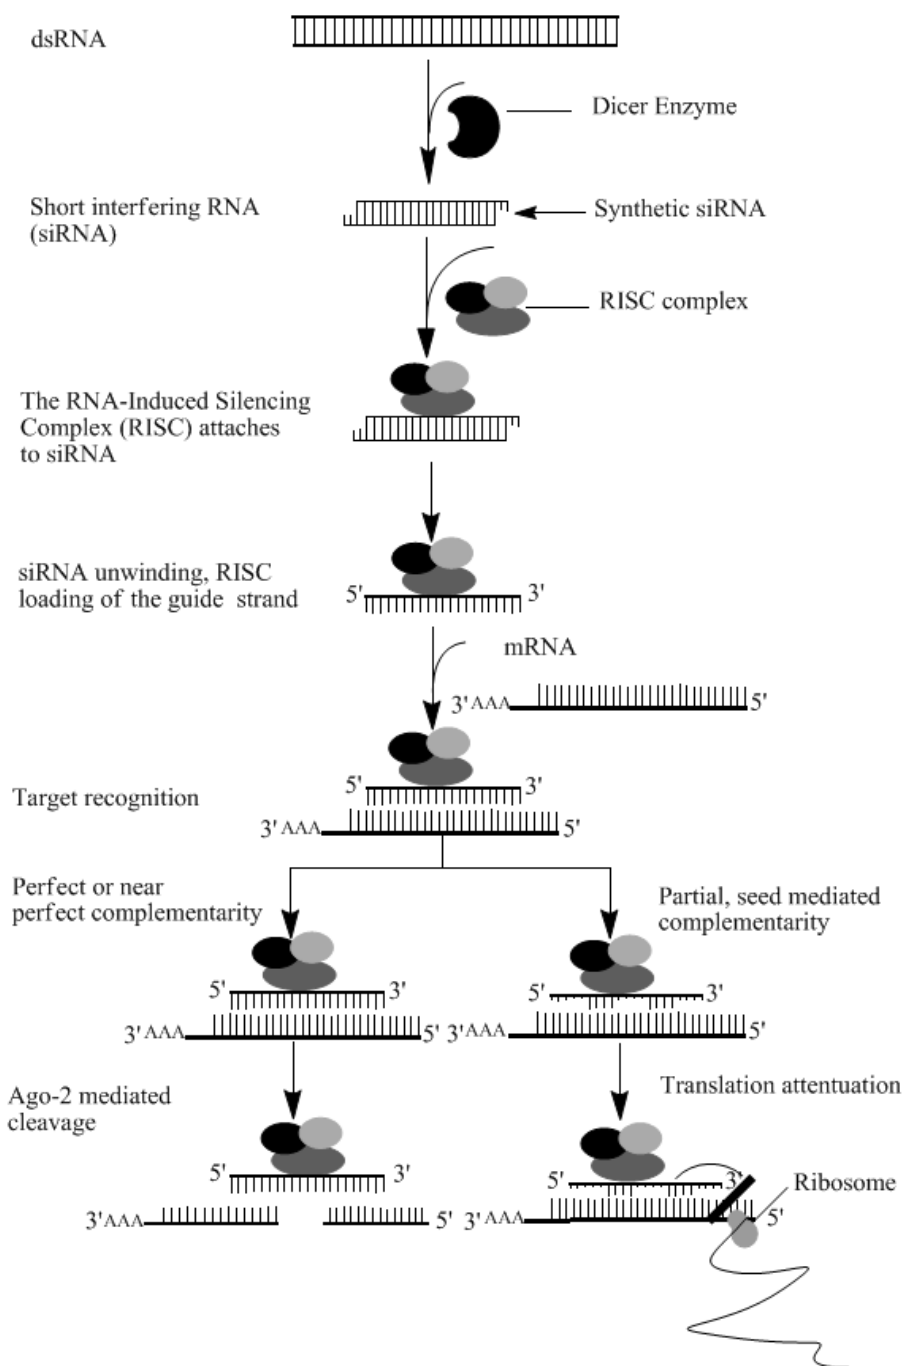 dsRNA
Dicer Enzyme
Short interfering RNA
(siRNA)
Synthetic siRNA
RISC complex
The RNA-Induced Silencing
Complex (RISC) attaches
to siRNA
siRNA unwinding, RISC
loading of the guide strand
5' 3'
mRNA
3'AAA 5'
5' 3'
Target recognition
3'AAA 5'
Perfect or near
perfect complementarity
Partial, seed mediated
complementarity
5' 3'
5' 3'
3'AAA 5'
3'AAA 5'
Ago-2 mediated
cleavage
Translation attentuation
5' 3'
5' 3'
Ribosome
3'AAA 5'
3'AAA 5'